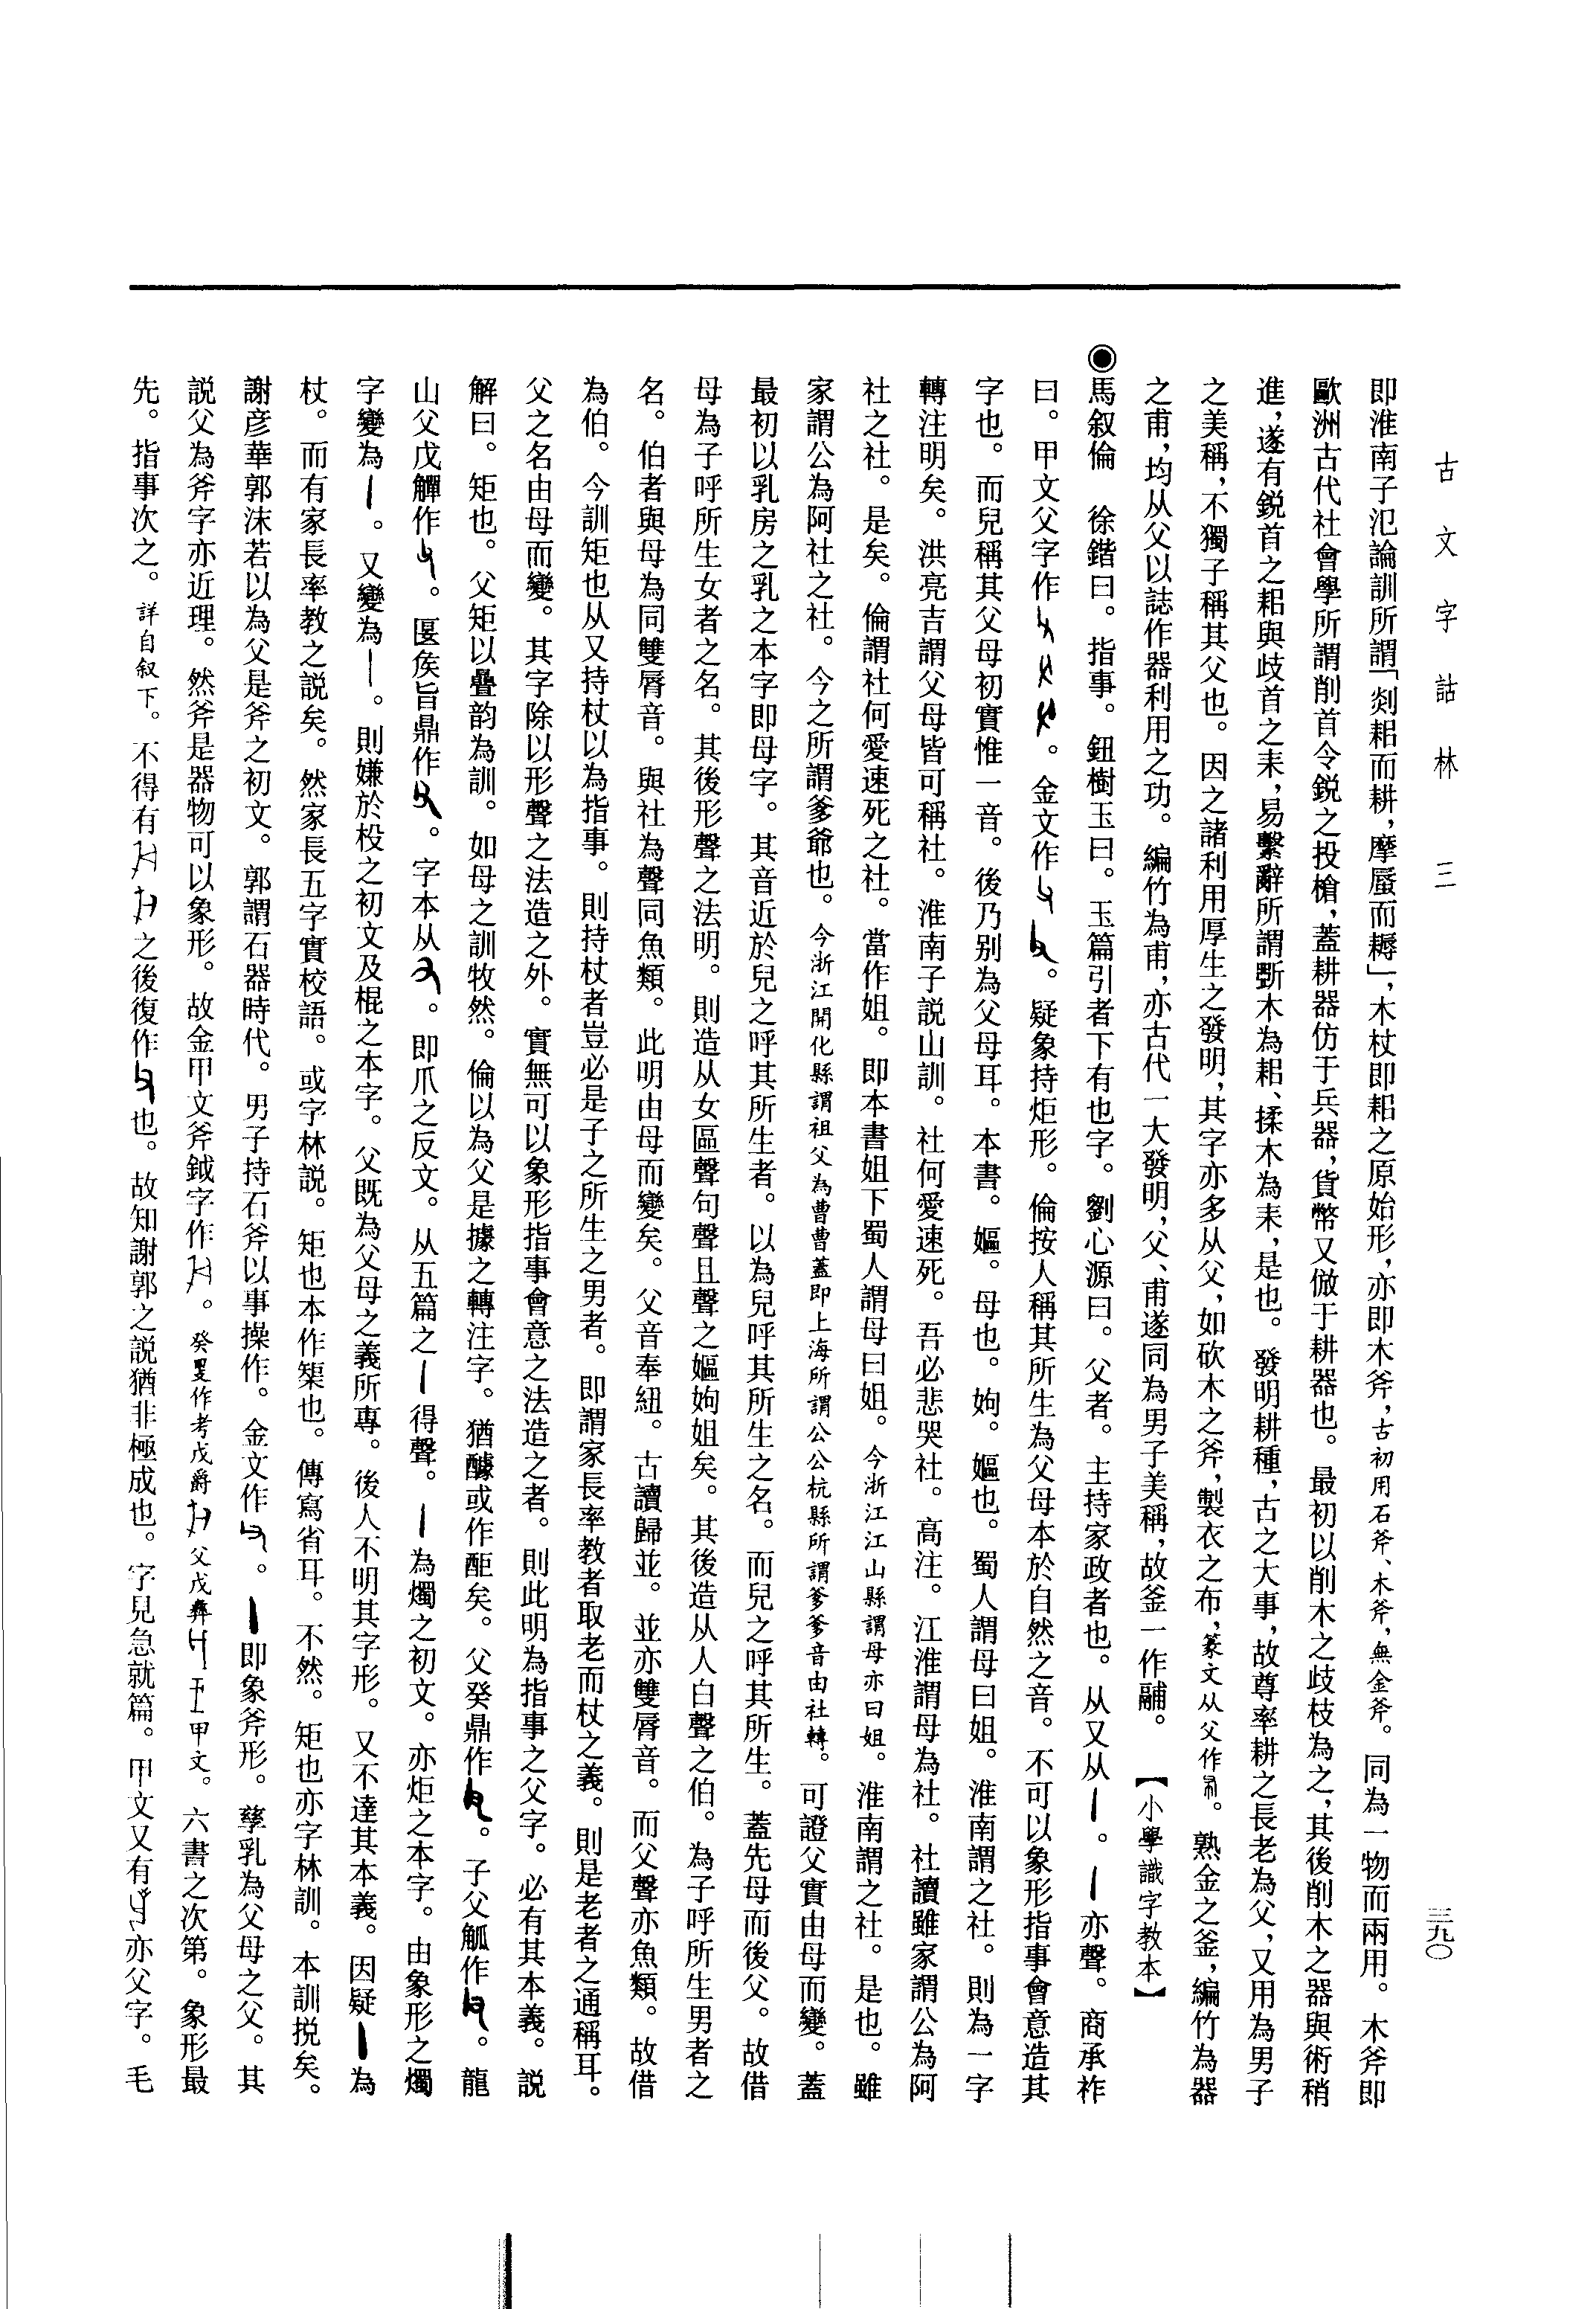 古文字詁林　三
三九〇
即淮南子氾論訓所謂「剡耜而耕，摩蜃而耨」，木杖即耜之原始形，亦即木斧，古初用石斧、木斧，無金斧。同為一物而兩用。木斧即
歐洲古代社會學所謂削首令鋭之投槍，蓋耕器仿于兵器，貨幣又倣于耕器也。最初以削木之歧枝為之，其後削木之器與術稍
進，遂有鋭首之耜與歧首之耒，易繫辭所謂斲木為耜、揉木為耒，是也。發明耕種，古之大事，故尊率耕之長老為父，又用為男子
之美稱，不獨子稱其父也。因之諸利用厚生之發明，其字亦多从父，如砍木之斧，製衣之布，篆文从父作。熟金之釜，編竹為器
之甫，均从父以誌作器利用之功。編竹為甫，亦古代一大發明，父、甫遂同為男子美稱，故釜一作鬴。【小學識字教本】
◉馬叙倫　徐鍇曰。指事。鈕樹玉曰。玉篇引者下有也字。劉心源曰。父者。主持家政者也。从又从丨。丨亦聲。商承祚
曰。甲文父字作。金文作。疑象持炬形。倫按人稱其所生為父母本於自然之音。不可以象形指事會意造其
字也。而兒稱其父母初實惟一音。後乃别為父母耳。本書。嫗。母也。姁。嫗也。蜀人謂母曰姐。淮南謂之社。則為一字
轉注明矣。洪亮吉謂父母皆可稱社。淮南子説山訓。社何愛速死。吾必悲哭社。高注。江淮謂母為社。社讀雖家謂公為阿
社之社。是矣。倫謂社何愛速死之社。當作姐。即本書姐下蜀人謂母曰姐。今浙江江山縣謂母亦曰姐。淮南謂之社。是也。雖
家謂公為阿社之社。今之所謂爹爺也。今浙江開化縣謂祖父為曹曹蓋即上海所謂公公杭縣所謂爹爹音由社轉。可證父實由母而變。蓋
最初以乳房之乳之本字即母字。其音近於兒之呼其所生者。以為兒呼其所生之名。而兒之呼其所生。蓋先母而後父。故借
母為子呼所生女者之名。其後形聲之法明。則造从女區聲句聲且聲之嫗姁姐矣。其後造从人白聲之伯。為子呼所生男者之
名。伯者與母為同雙脣音。與社為聲同魚類。此明由母而變矣。父音奉紐。古讀歸並。並亦雙脣音。而父聲亦魚類。故借
為伯。今訓矩也从又持杖以為指事。則持杖者豈必是子之所生之男者。即謂家長率教者取老而杖之義。則是老者之通稱耳。
父之名由母而變。其字除以形聲之法造之外。實無可以象形指事會意之法造之者。則此明為指事之父字。必有其本義。説
解曰。矩也。父矩以疊韵為訓。如母之訓牧然。倫以為父是據之轉注字。猶醵或作䣰矣。父癸鼎作。子父觚作。龍
山父戊觶作。匽矦旨鼎作。字本从。即爪之反文。从五篇之丨得聲。丨為燭之初文。亦炬之本字。由象形之燭
字變為。又變為丨。則嫌於杸之初文及棍之本字。父既為父母之義所專。後人不明其字形。又不達其本義。因疑丨為
杖。而有家長率教之説矣。然家長五字實校語。或字林説。矩也本作榘也。傳寫省耳。不然。矩也亦字林訓。本訓捝矣。
謝彦華郭沫若以為父是斧之初文。郭謂石器時代。男子持石斧以事操作。金文作。即象斧形。孳乳為父母之父。其
説父為斧字亦近理。然斧是器物可以象形。故金甲文斧鉞字作。癸作考戊爵父戊彝甲文。六書之次第。象形最
先。指事次之。詳自叙下。不得有之後復作也。故知謝郭之説猶非極成也。字見急就篇。甲文又有亦父字。毛